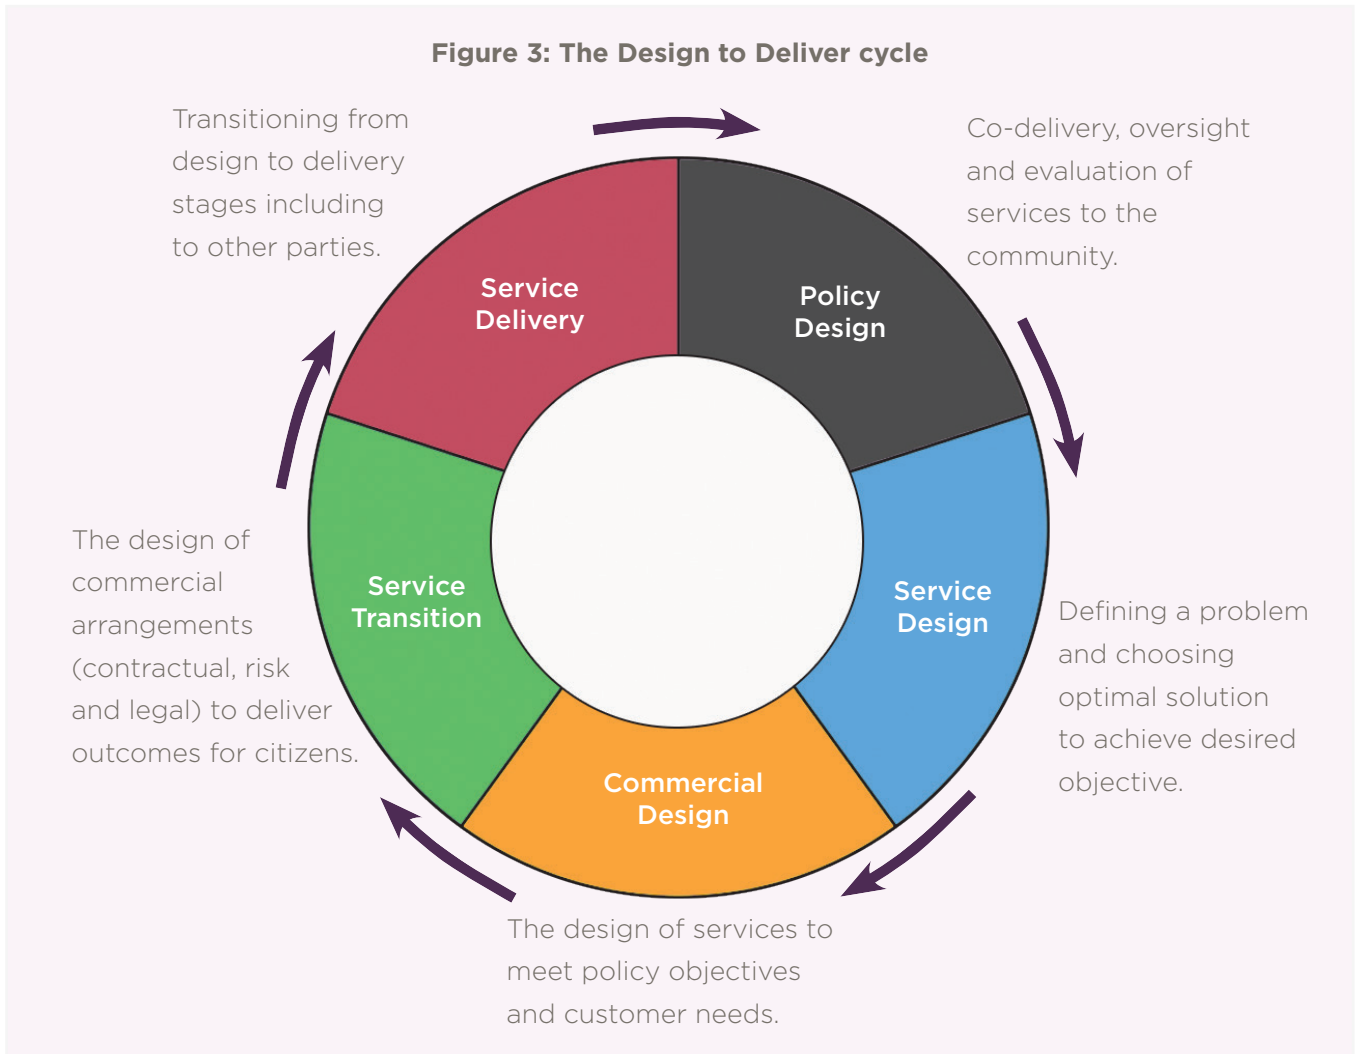 Figure 3: The Design to Deliver cycle
Transitioning from
design to delivery
stages including
to other parties.
Co-delivery, oversight
and evaluation of
services to the
community.
Service
Delivery
Policy
Design
The design of
commercial
arrangements
(contractual, risk
and legal) to deliver
outcomes for citizens.
Service
Transition
Service
Design
Defining a problem
and choosing
optimal solution
to achieve desired
objective.
Commercial
Design
The design of services to
meet policy objectives
and customer needs.